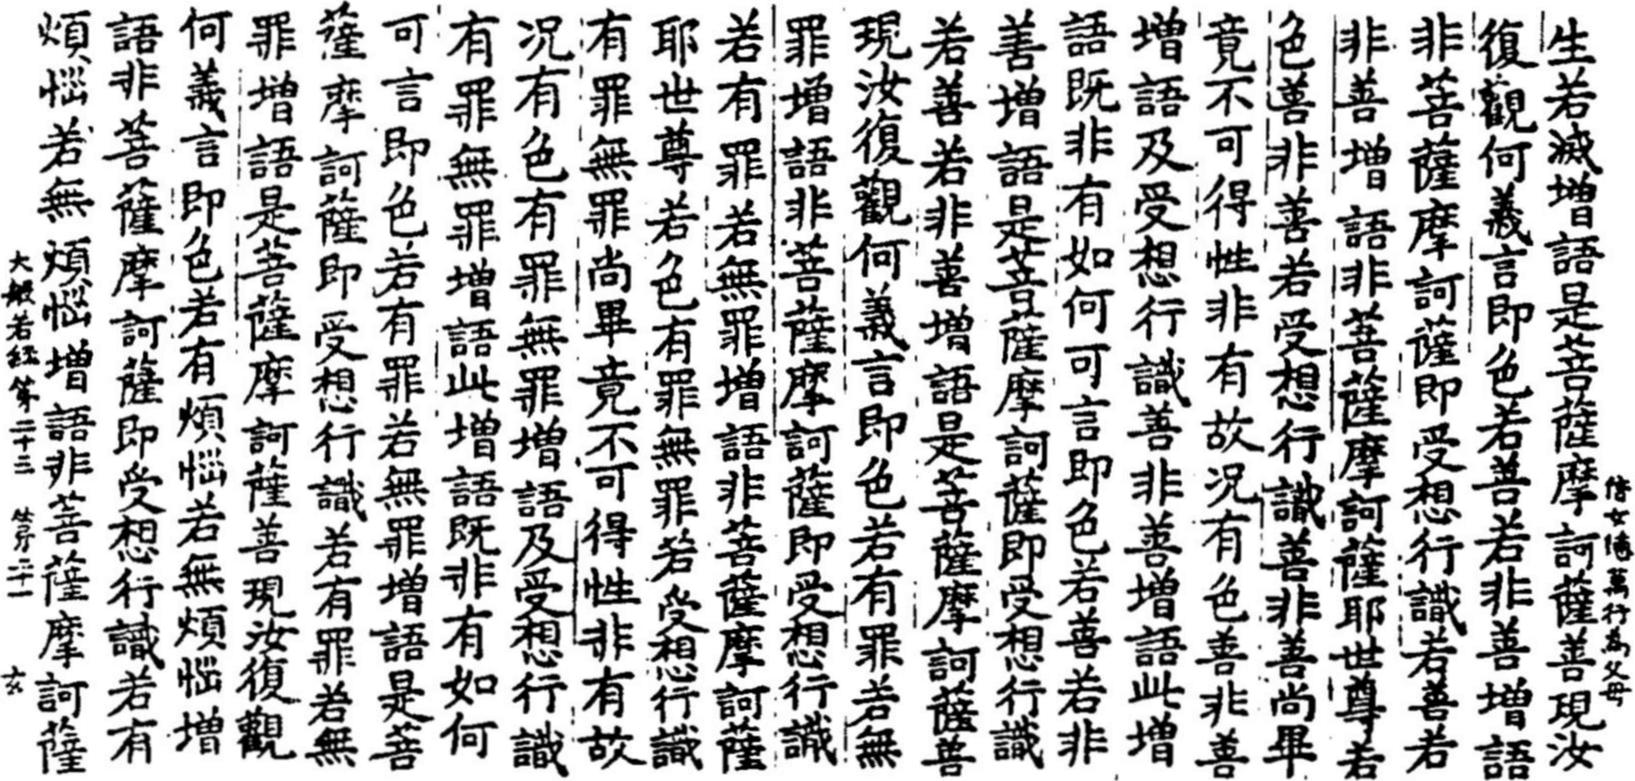 倩女隨萬行為父母
生若滅增語是菩薩摩訶薩善現汝
復觀何義言即色若善若非善增語
非菩薩摩訶薩即受想行識若善若
非善增語非菩薩摩訶薩耶世尊若
色善非善若受想行識善非善尚畢
竟不可得性非有故況有色善非善
增語及受想行識善非善增語此增
語既非有如何可言即色若善若非
善增語是菩薩摩訶薩即受想行識
若善若非善增語是菩薩摩訶薩善
現汝復觀何義言即色若有罪若無
罪增語非菩薩摩訶薩即受想行識
若有罪若無罪增語非菩薩摩訶薩
耶世尊若色有罪無罪若受想行識
有罪無罪尚畢竟不可得性非有故
況有色有罪無罪增語及受想行識
有罪無罪增語此增語既非有如何
可言即色若有罪若無罪增語是菩
薩摩訶薩即受想行識若有罪若無
罪增語是菩薩摩訶薩善現汝復觀
何義言即色若有煩惱若無煩惱增
語非菩薩摩訶薩即受想行識若有
煩惱若無煩惱增語非菩薩摩訶薩
大般若經第二十三 第二十一 玄